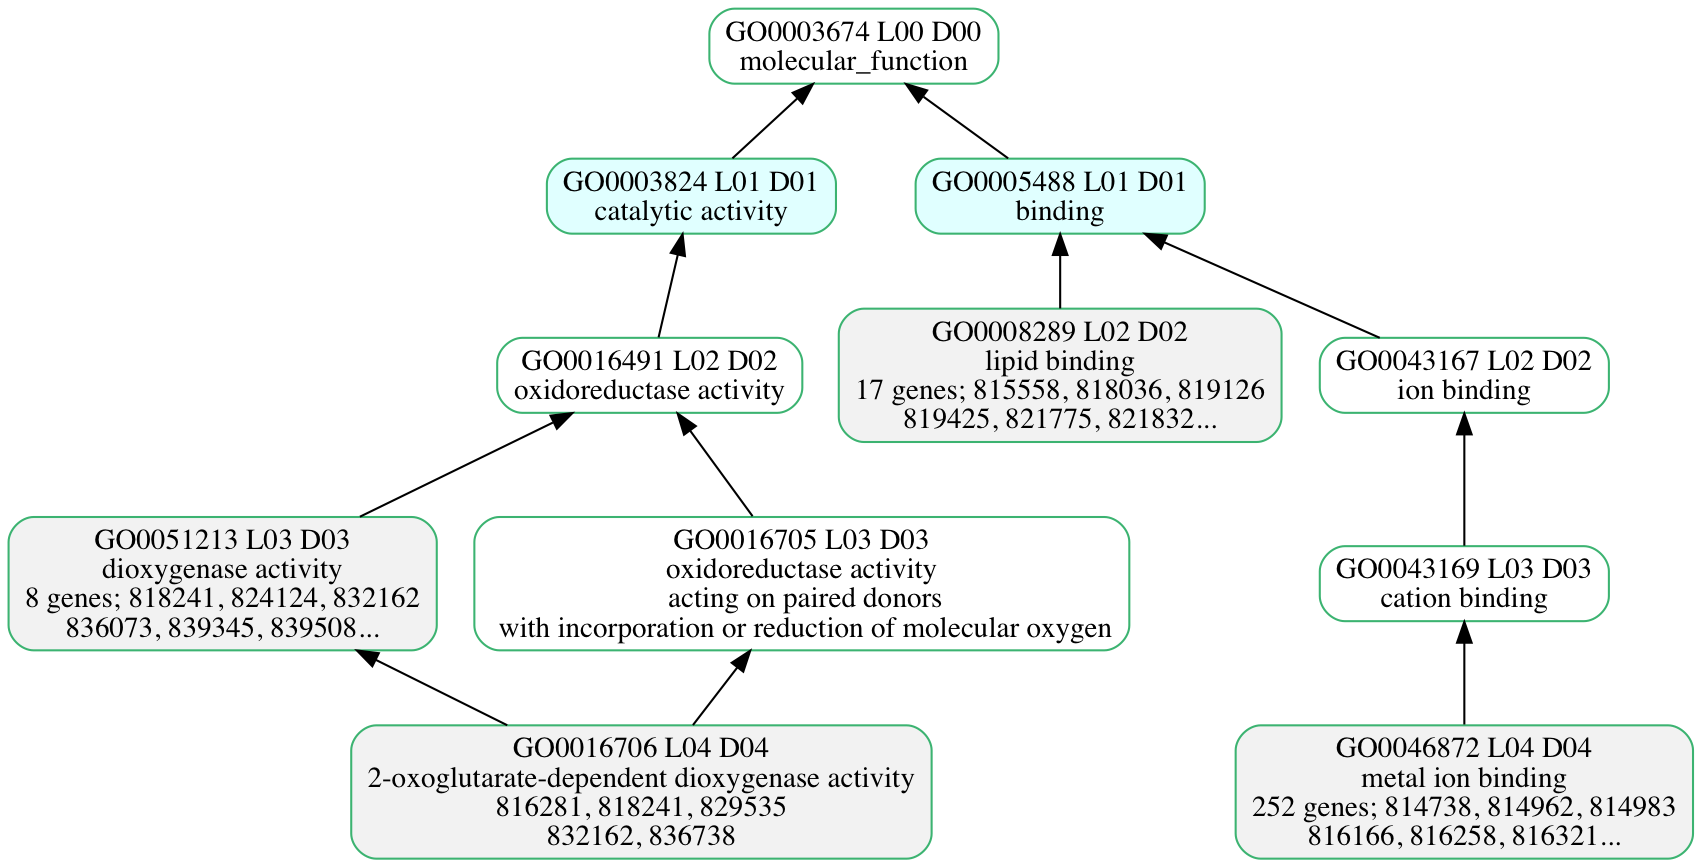 GO0003674 L00 D00
molecular_function
GO0003824 L01 D01
catalytic activity
GO0005488 L01 D01
binding
GO0016491 L02 D02
oxidoreductase activity
GO0008289 L02 D02
lipid binding
17 genes; 815558, 818036, 819126
819425, 821775, 821832...
GO0043167 L02 D02
ion binding
GO0051213 L03 D03
dioxygenase activity
8 genes; 818241, 824124, 832162
836073, 839345, 839508...
GO0016705 L03 D03
oxidoreductase activity
acting on paired donors
with incorporation or reduction of molecular oxygen
GO0043169 L03 D03
cation binding
GO0016706 L04 D04
2-oxoglutarate-dependent dioxygenase activity
816281, 818241, 829535
832162, 836738
GO0046872 L04 D04
metal ion binding
252 genes; 814738, 814962, 814983
816166, 816258, 816321...